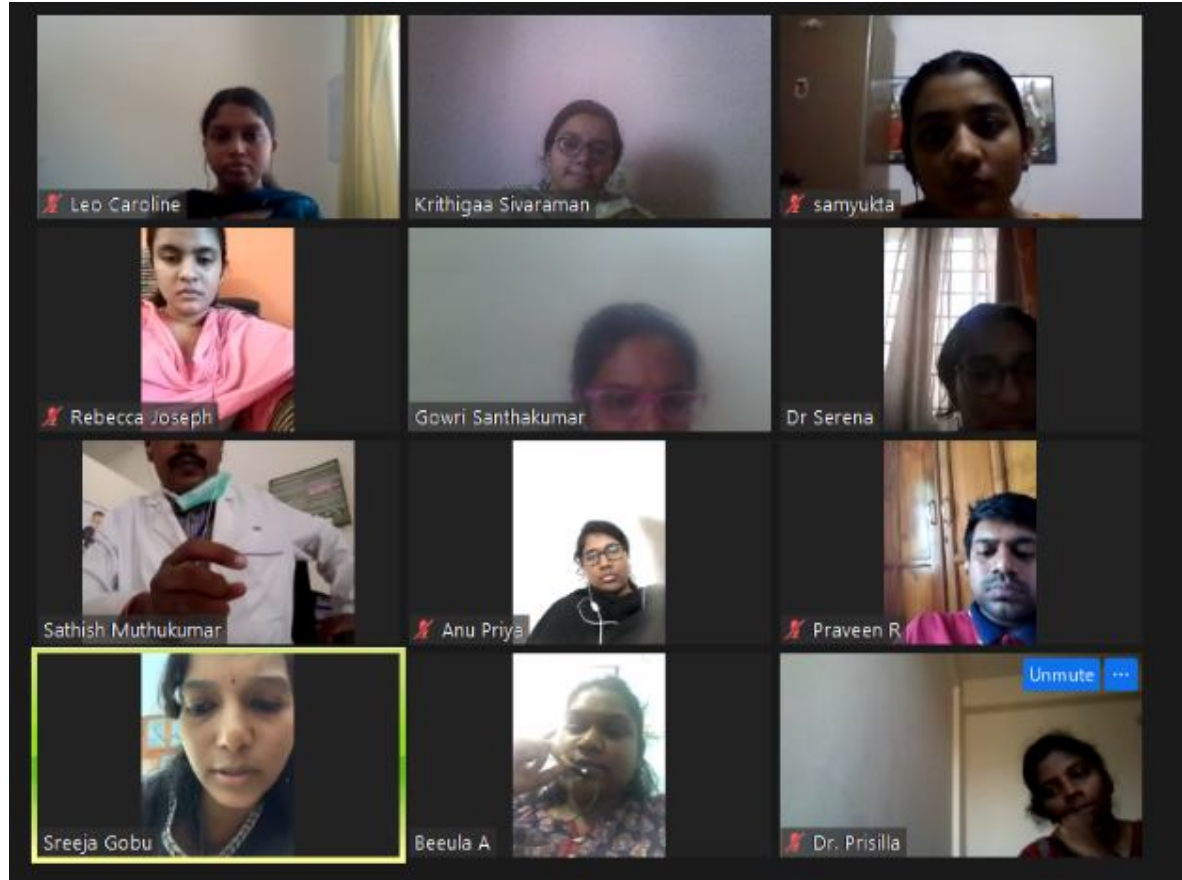 Leo Caroline
Krithigaa Sivaraman
samyukta
Rebecca Joseph
Gowri Santhakumar
Dr Serena
Sathish Muthukumar
Anu Priya
Praveen R
Unmute
Sreeja Gobu
Beeula A
Dr. Prisilla